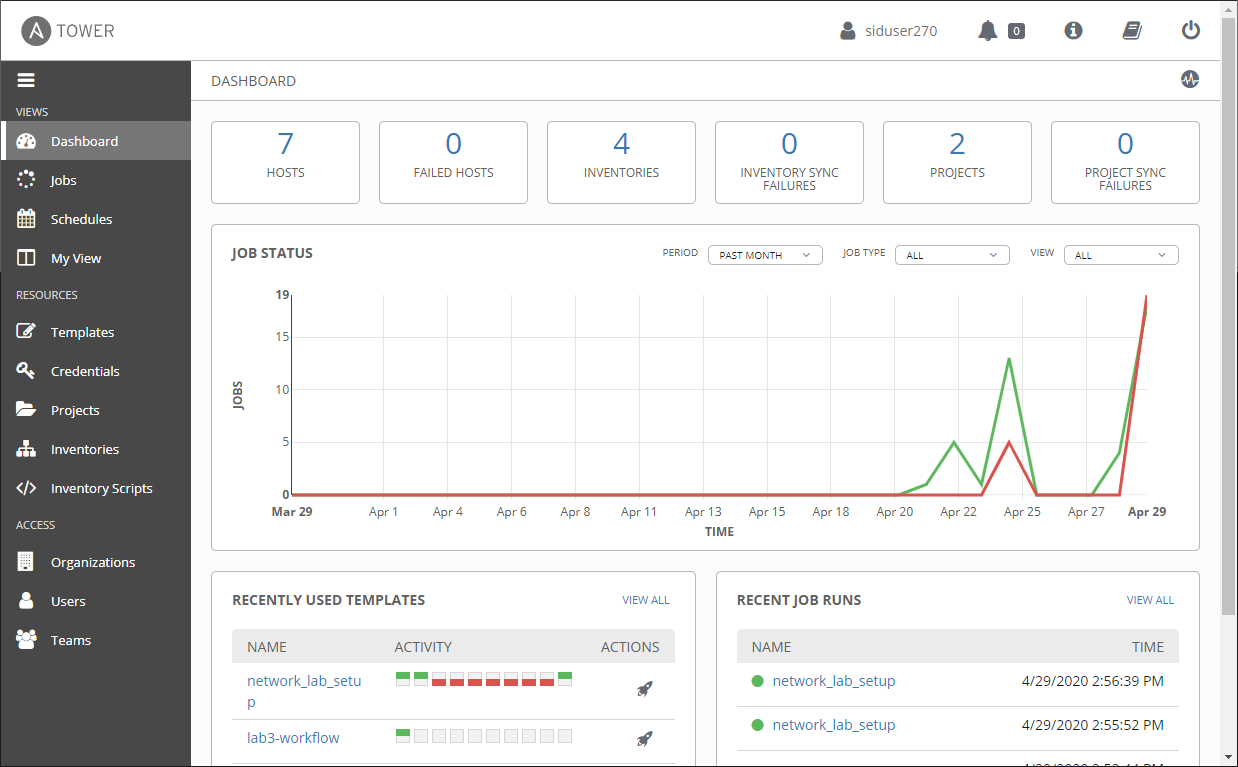 TOWER
siduser270
0
DASHBOARD
VIEWS
Dashboard
Jobs
Schedules
My View
RESOURCES
Templates
Credentials
Projects
Inventories
Inventory Scripts
ACCESS
Organizations
Users
Teams
7
HOSTS
0
FAILED HOSTS
4
INVENTORIES
0
INVENTORY SYNC
FAILURES
2
PROJECTS
0
PROJECT SYNC
FAILURES
JOB STATUS
PERIOD PAST MONTH JOB TYPE ALL VIEW ALL
19
15
10
5
0
JOBS
Mar 29 Apr 1 Apr 4 Apr 6 Apr 8 Apr 11 Apr 13 Apr 15 Apr 18 Apr 20 Apr 22 Apr 25 Apr 27 Apr 29
TIME
RECENTLY USED TEMPLATES VIEW ALL
NAME ACTIVITY ACTIONS
network_lab_setu
p
lab3-workflow
RECENT JOB RUNS VIEW ALL
NAME TIME
network_lab_setup 4/29/2020 2:56:39 PM
network_lab_setup 4/29/2020 2:55:52 PM